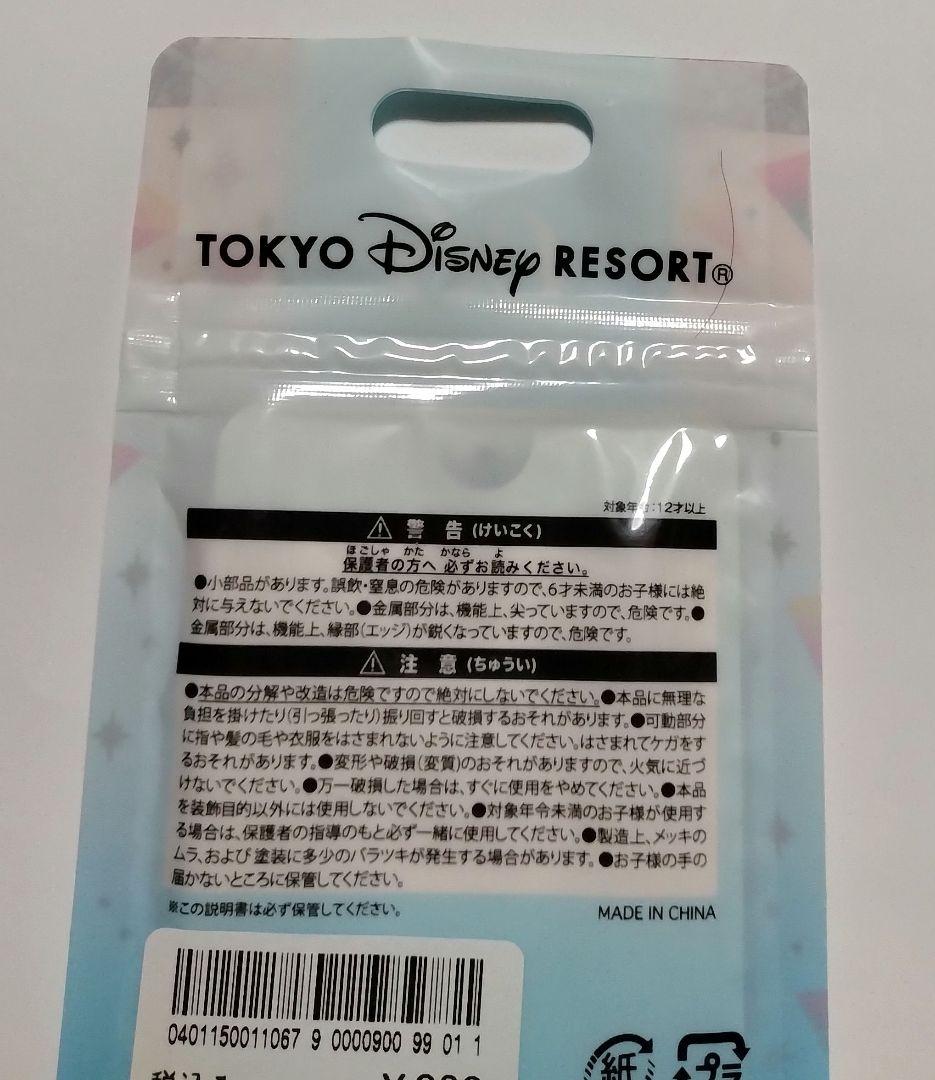 TOKYO Disney RESORT®
対象年令:12才以上
⚠ 警 告 (けいこく)
ほごしゃ かた かなら よ
保護者の方へ 必ずお読みください。
●小部品があります。誤飲・窒息の危険がありますので、6才未満のお子様には絶
対に与えないでください。●金属部分は、機能上、尖っていますので、危険です。●
金属部分は、機能上、縁部(エッジ)が鋭くなっていますので、危険です。
⚠ 注 意 (ちゅうい)
●本品の分解や改造は危険ですので絶対にしないでください。●本品に無理な
負担を掛けたり(引っ張ったり)振り回すと破損するおそれがあります。●可動部分
に指や髪の毛や衣服をはさまれないように注意してください。はさまれてケガをす
るおそれがあります。●変形や破損(変質)のおそれがありますので、火気に近づ
けないでください。●万一破損した場合は、すぐに使用をやめてください。●本品
を装飾目的以外には使用しないでください。●対象年令未満のお子様が使用す
る場合は、保護者の指導のもと必ず一緒に使用してください。●製造上、メッキの
ムラ、および塗装に多少のバラツキが発生する場合があります。●お子様の手の
届かないところに保管してください。
※この説明書は必ず保管してください。
MADE IN CHINA
0401150011067 9 0000900 99 01 1
税込
紙
プラ